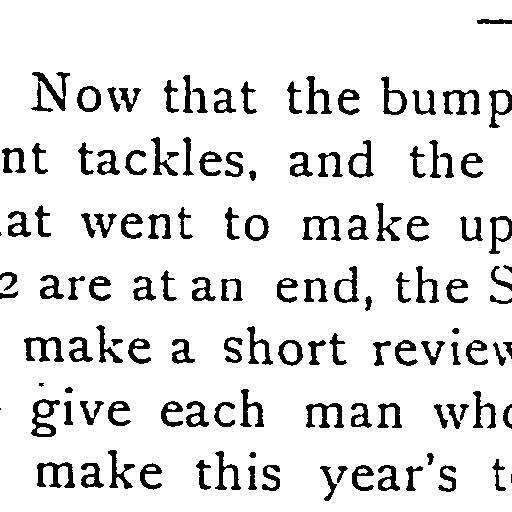 Now that the bump
nt tackles, and the
at went to make up
2 are at an end, the S
make a short review
give each man who
make this year's t